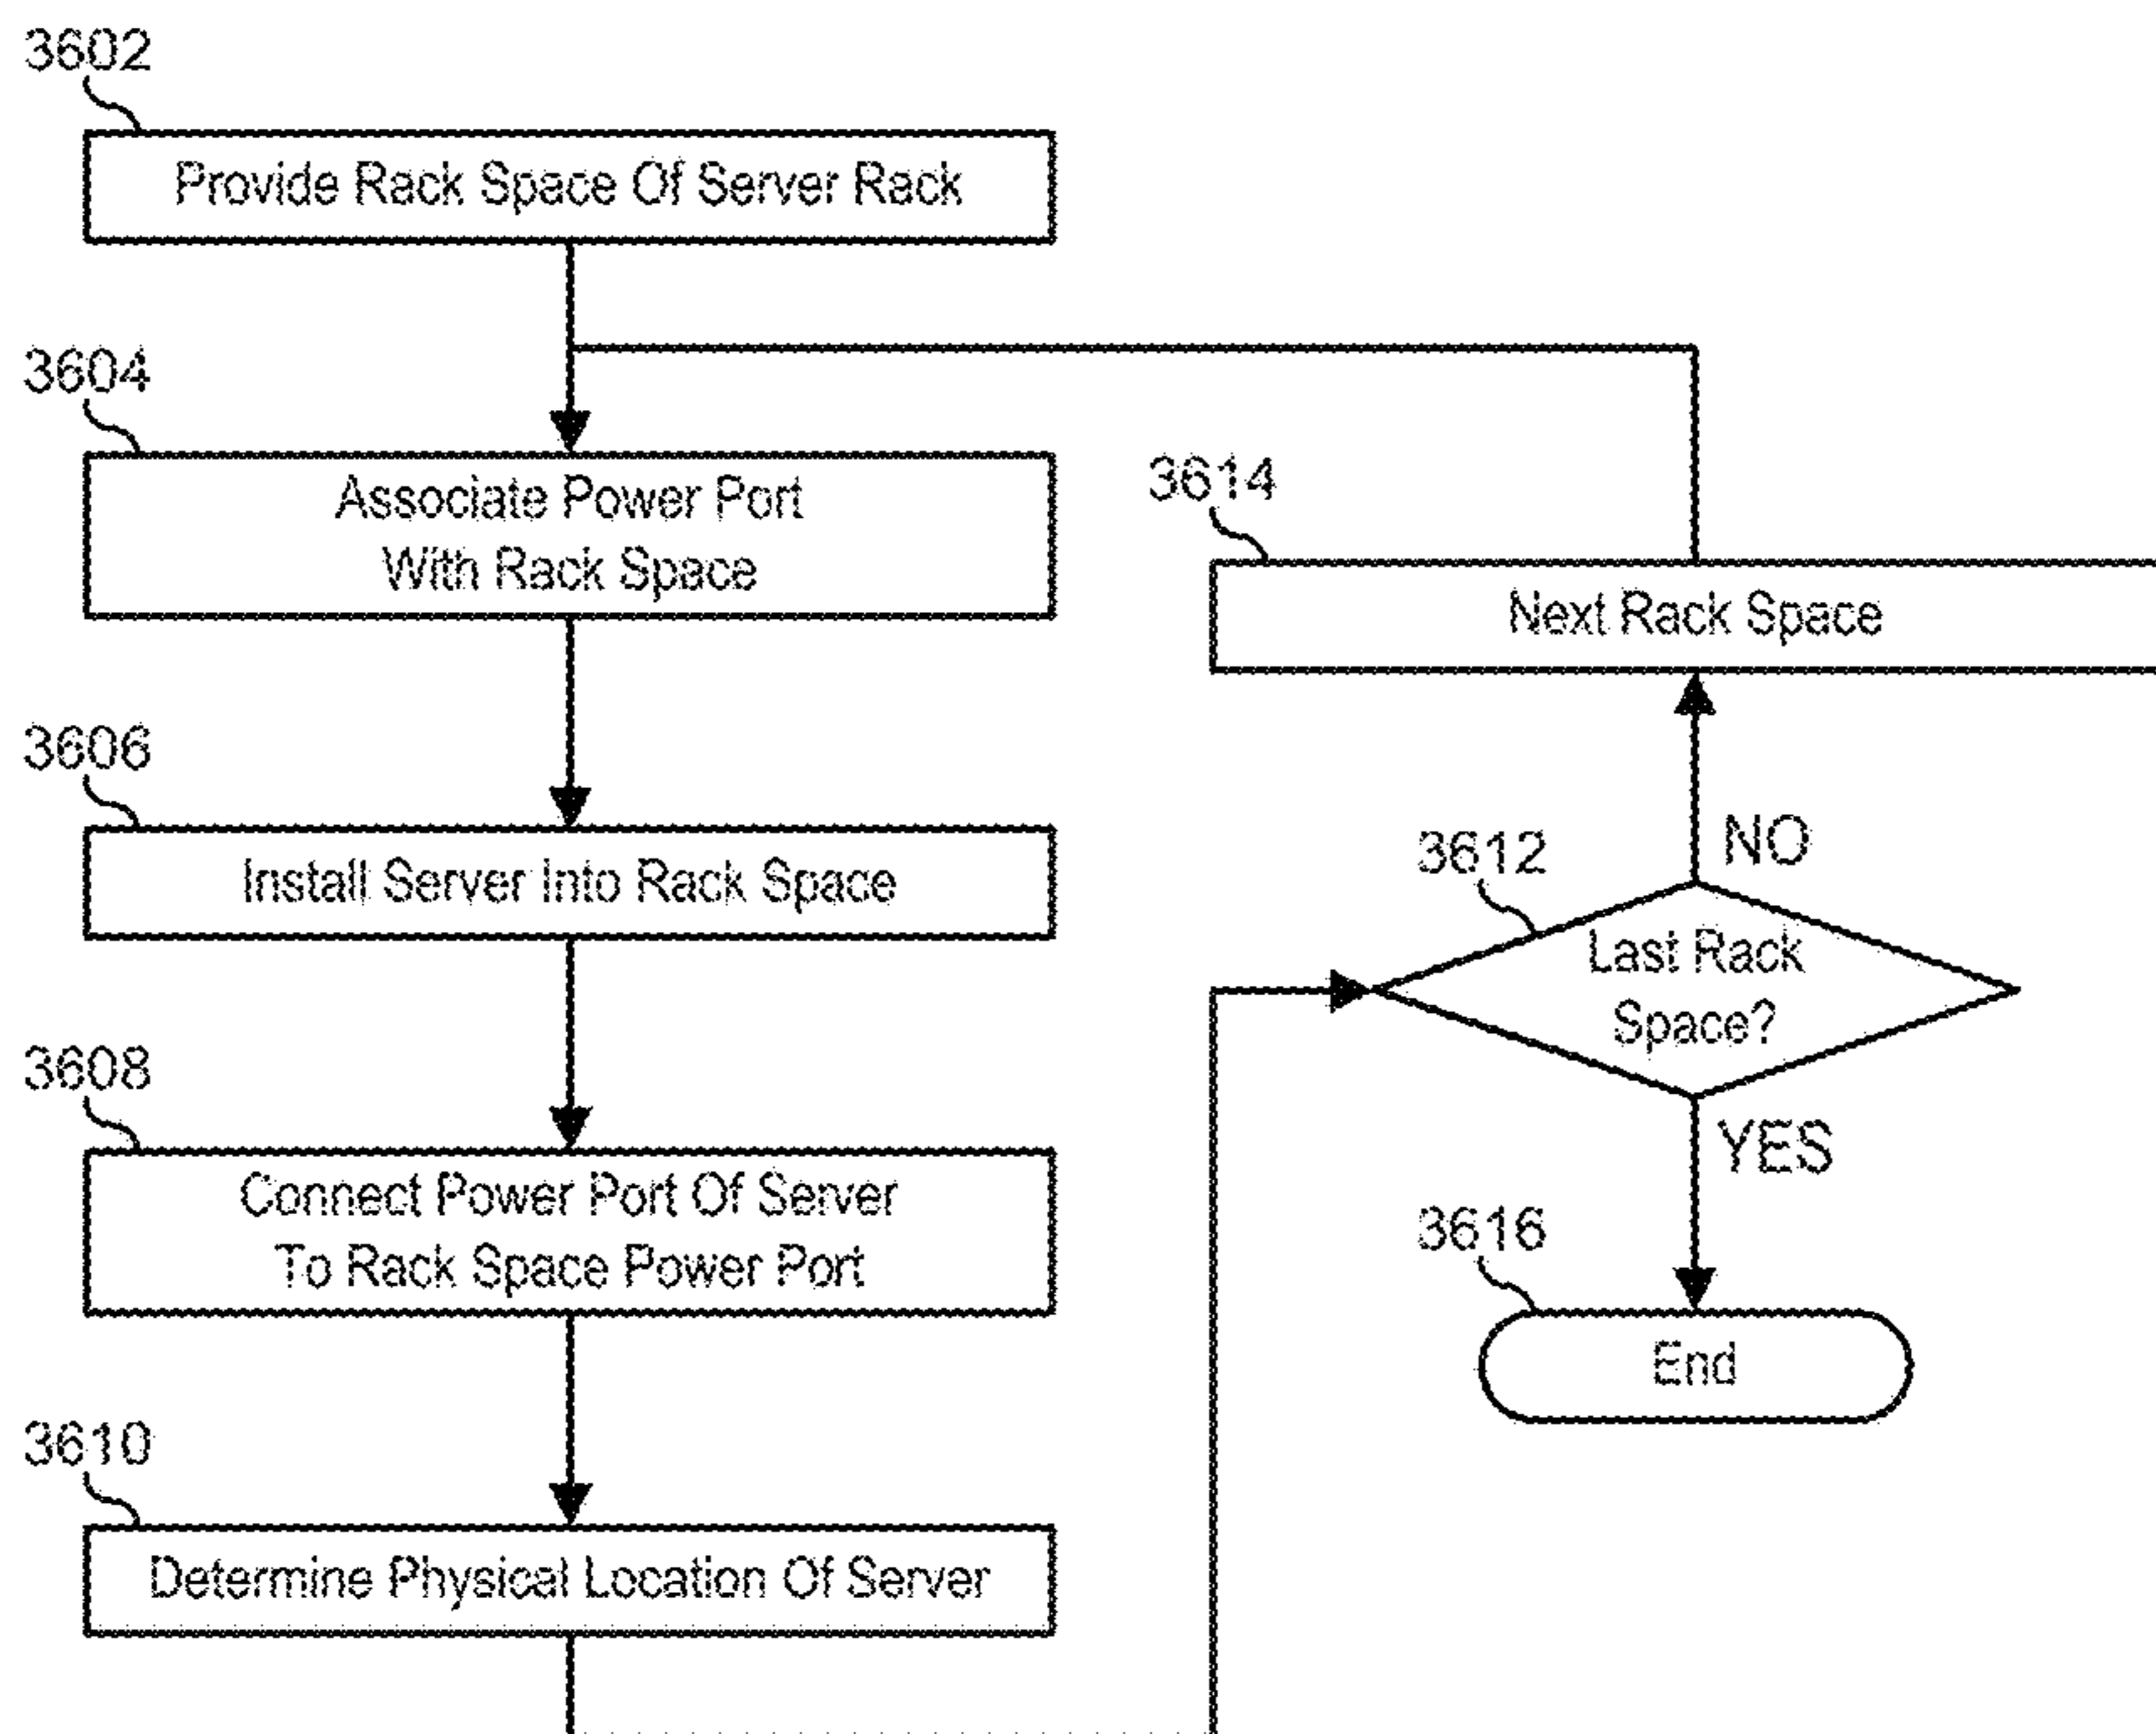 3602
Provide Rack Space Of Server Rack
3604
Associate Power Port
With Rack Space
3606
Install Server Into Rack Space
3608
Connect Power Port Of Server
To Rack Space Power Port
3610
Determine Physical Location Of Server
3614
Next Rack Space
NO
3612
Last Rack
Space?
YES
3616
End